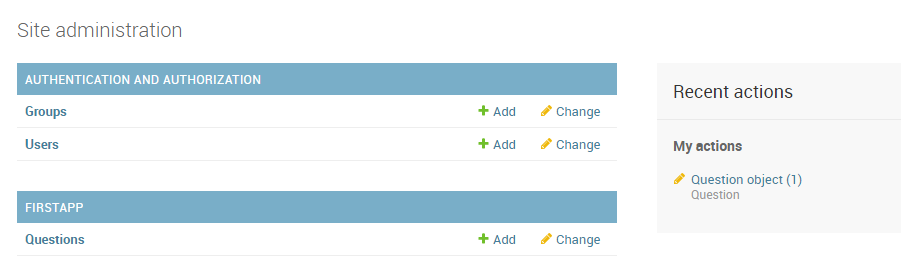 Site administration
AUTHENTICATION AND AUTHORIZATION
Groups Add Change
Users Add Change
FIRSTAPP
Questions Add Change
Recent actions
My actions
Question object (1)
Question